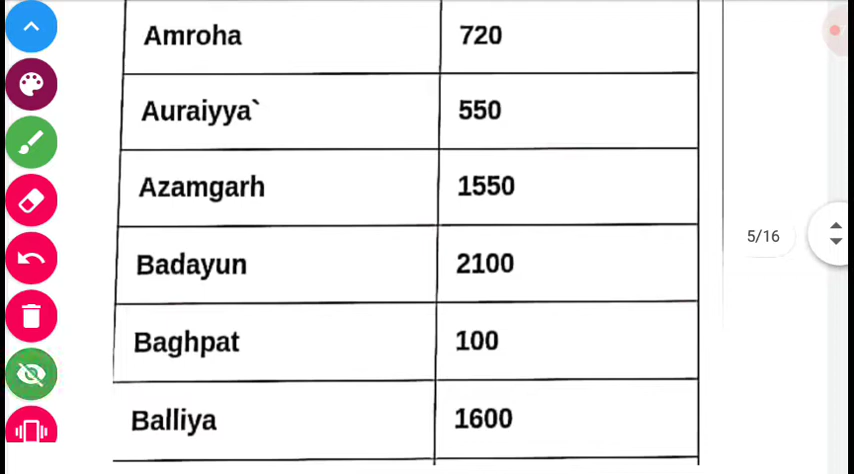 Amroha 720
Auraiyya` 550
Azamgarh 1550
Badayun 2100
Baghpat 100
Balliya 1600
5/16